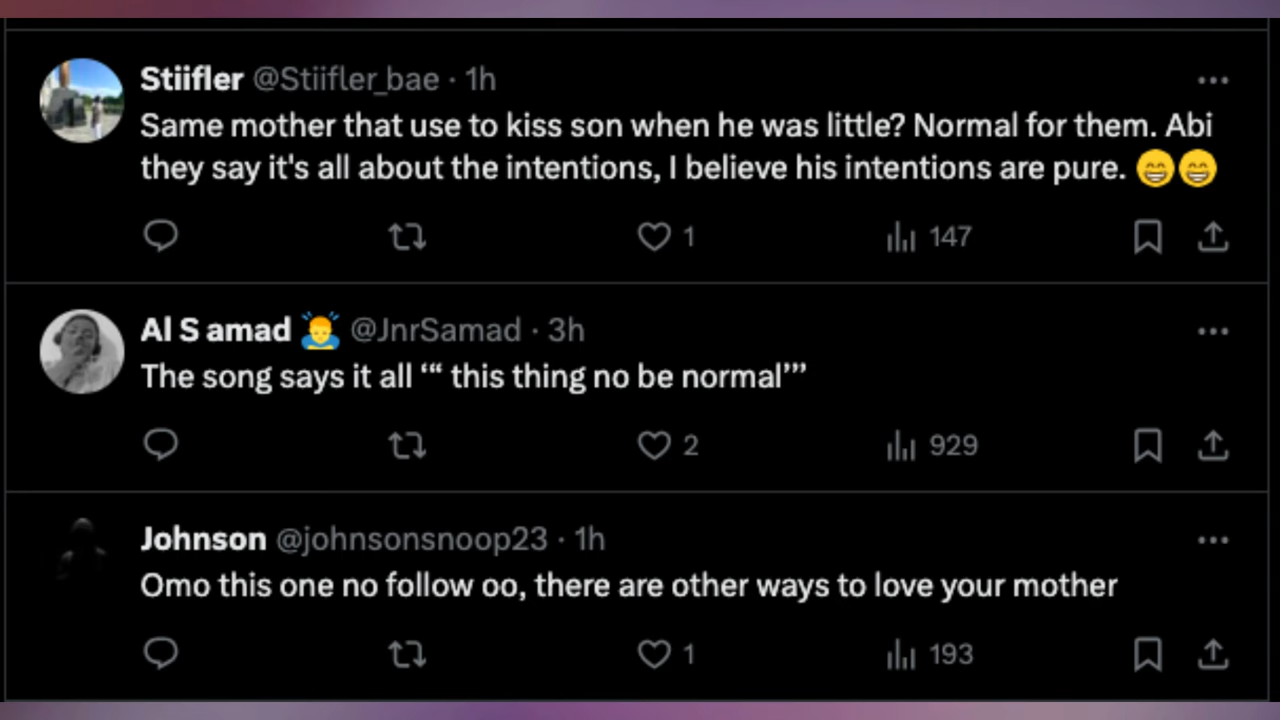 Stiifler @Stiifler_bae · 1h
Same mother that use to kiss son when he was little? Normal for them. Abi
they say it's all about the intentions, I believe his intentions are pure. 😁😁
1 147
Al S amad 🙇‍♂️ @JnrSamad · 3h
The song says it all ‘“ this thing no be normal’”
2 929
Johnson @johnsonsnoop23 · 1h
Omo this one no follow oo, there are other ways to love your mother
1 193